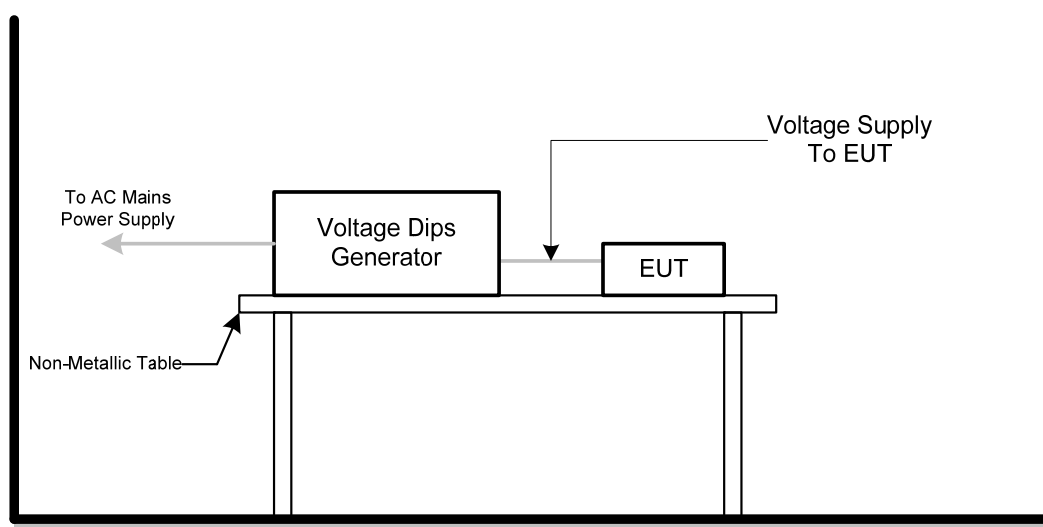 Voltage Supply
To EUT
To AC Mains
Power Supply
Voltage Dips
Generator
EUT
Non-Metallic Table